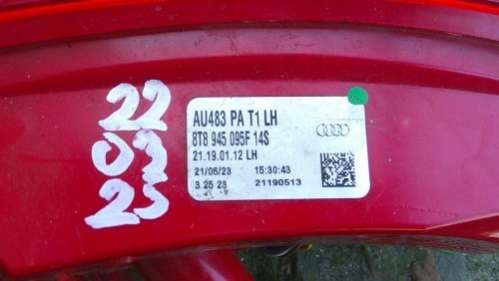 22
03
23
AU483 PA T1 LH
8T8 945 095F 14S
21.19.01.12 LH
21/06/23 15:30:43
3 25 23 21190513